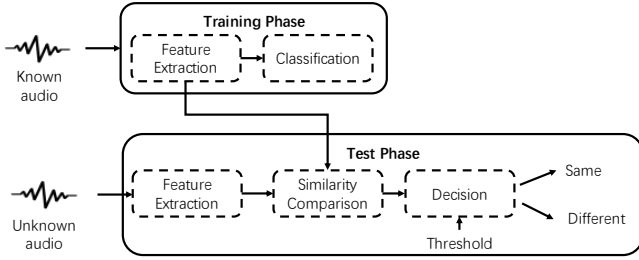 Training Phase
Feature
Extraction
Classification
Known
audio
Test Phase
Feature
Extraction
Similarity
Comparison
Decision
Same
Different
Threshold
Unknown
audio